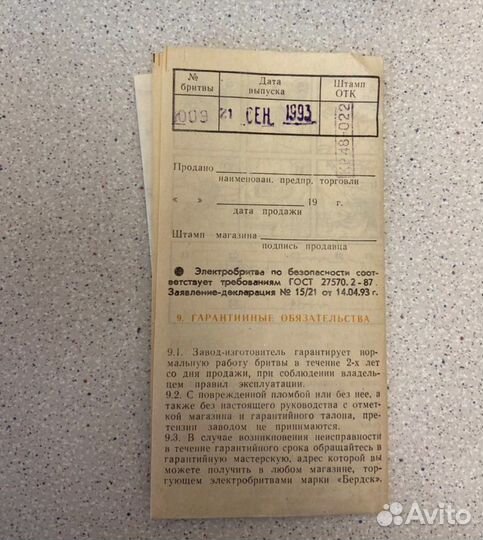 № бритвы Дата выпуска Штамп ОТК
009 21 СЕН. 1993 КР48-022
Продано
наименован. предпр. торговли
« » 19 г.
дата продажи
Штамп магазина
подпись продавца
● Электробритва по безопасности соот-
ветствует требованиям ГОСТ 27570.2-87.
Заявление-декларация № 15/21 от 14.04.93 г.
9. ГАРАНТИЙНЫЕ ОБЯЗАТЕЛЬСТВА
9.1. Завод-изготовитель гарантирует нор-
мальную работу бритвы в течение 2-х лет
со дня продажи, при соблюдении владель-
цем правил эксплуатации.
9.2. С поврежденной пломбой или без нее, а
также без настоящего руководства с отмет-
кой магазина и гарантийного талона, пре-
тензии заводом не принимаются.
9.3. В случае возникновения неисправности
в течение гарантийного срока обращайтесь в
гарантийную мастерскую, адрес которой вы
можете получить в любом магазине, тор-
гующем электробритвами марки «Бердск».
Avito